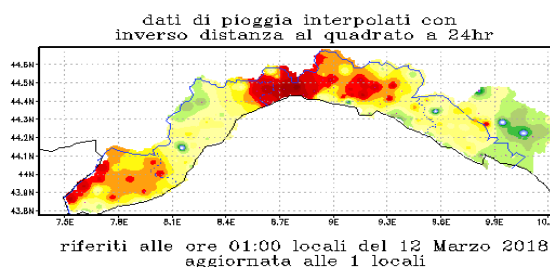 dati di pioggia interpolati con
inverso distanza al quadrato a 24hr
44.6N
44.5N
44.4N
44.3N
44.2N
44.1N
44N
43.9N
43.8N
7.5E 7.8E 8.1E 8.4E 8.7E 9E 9.3E 9.6E 9.9E 10.
riferiti alle ore 01:00 locali del 12 Marzo 2018
aggiornata alle 1 locali